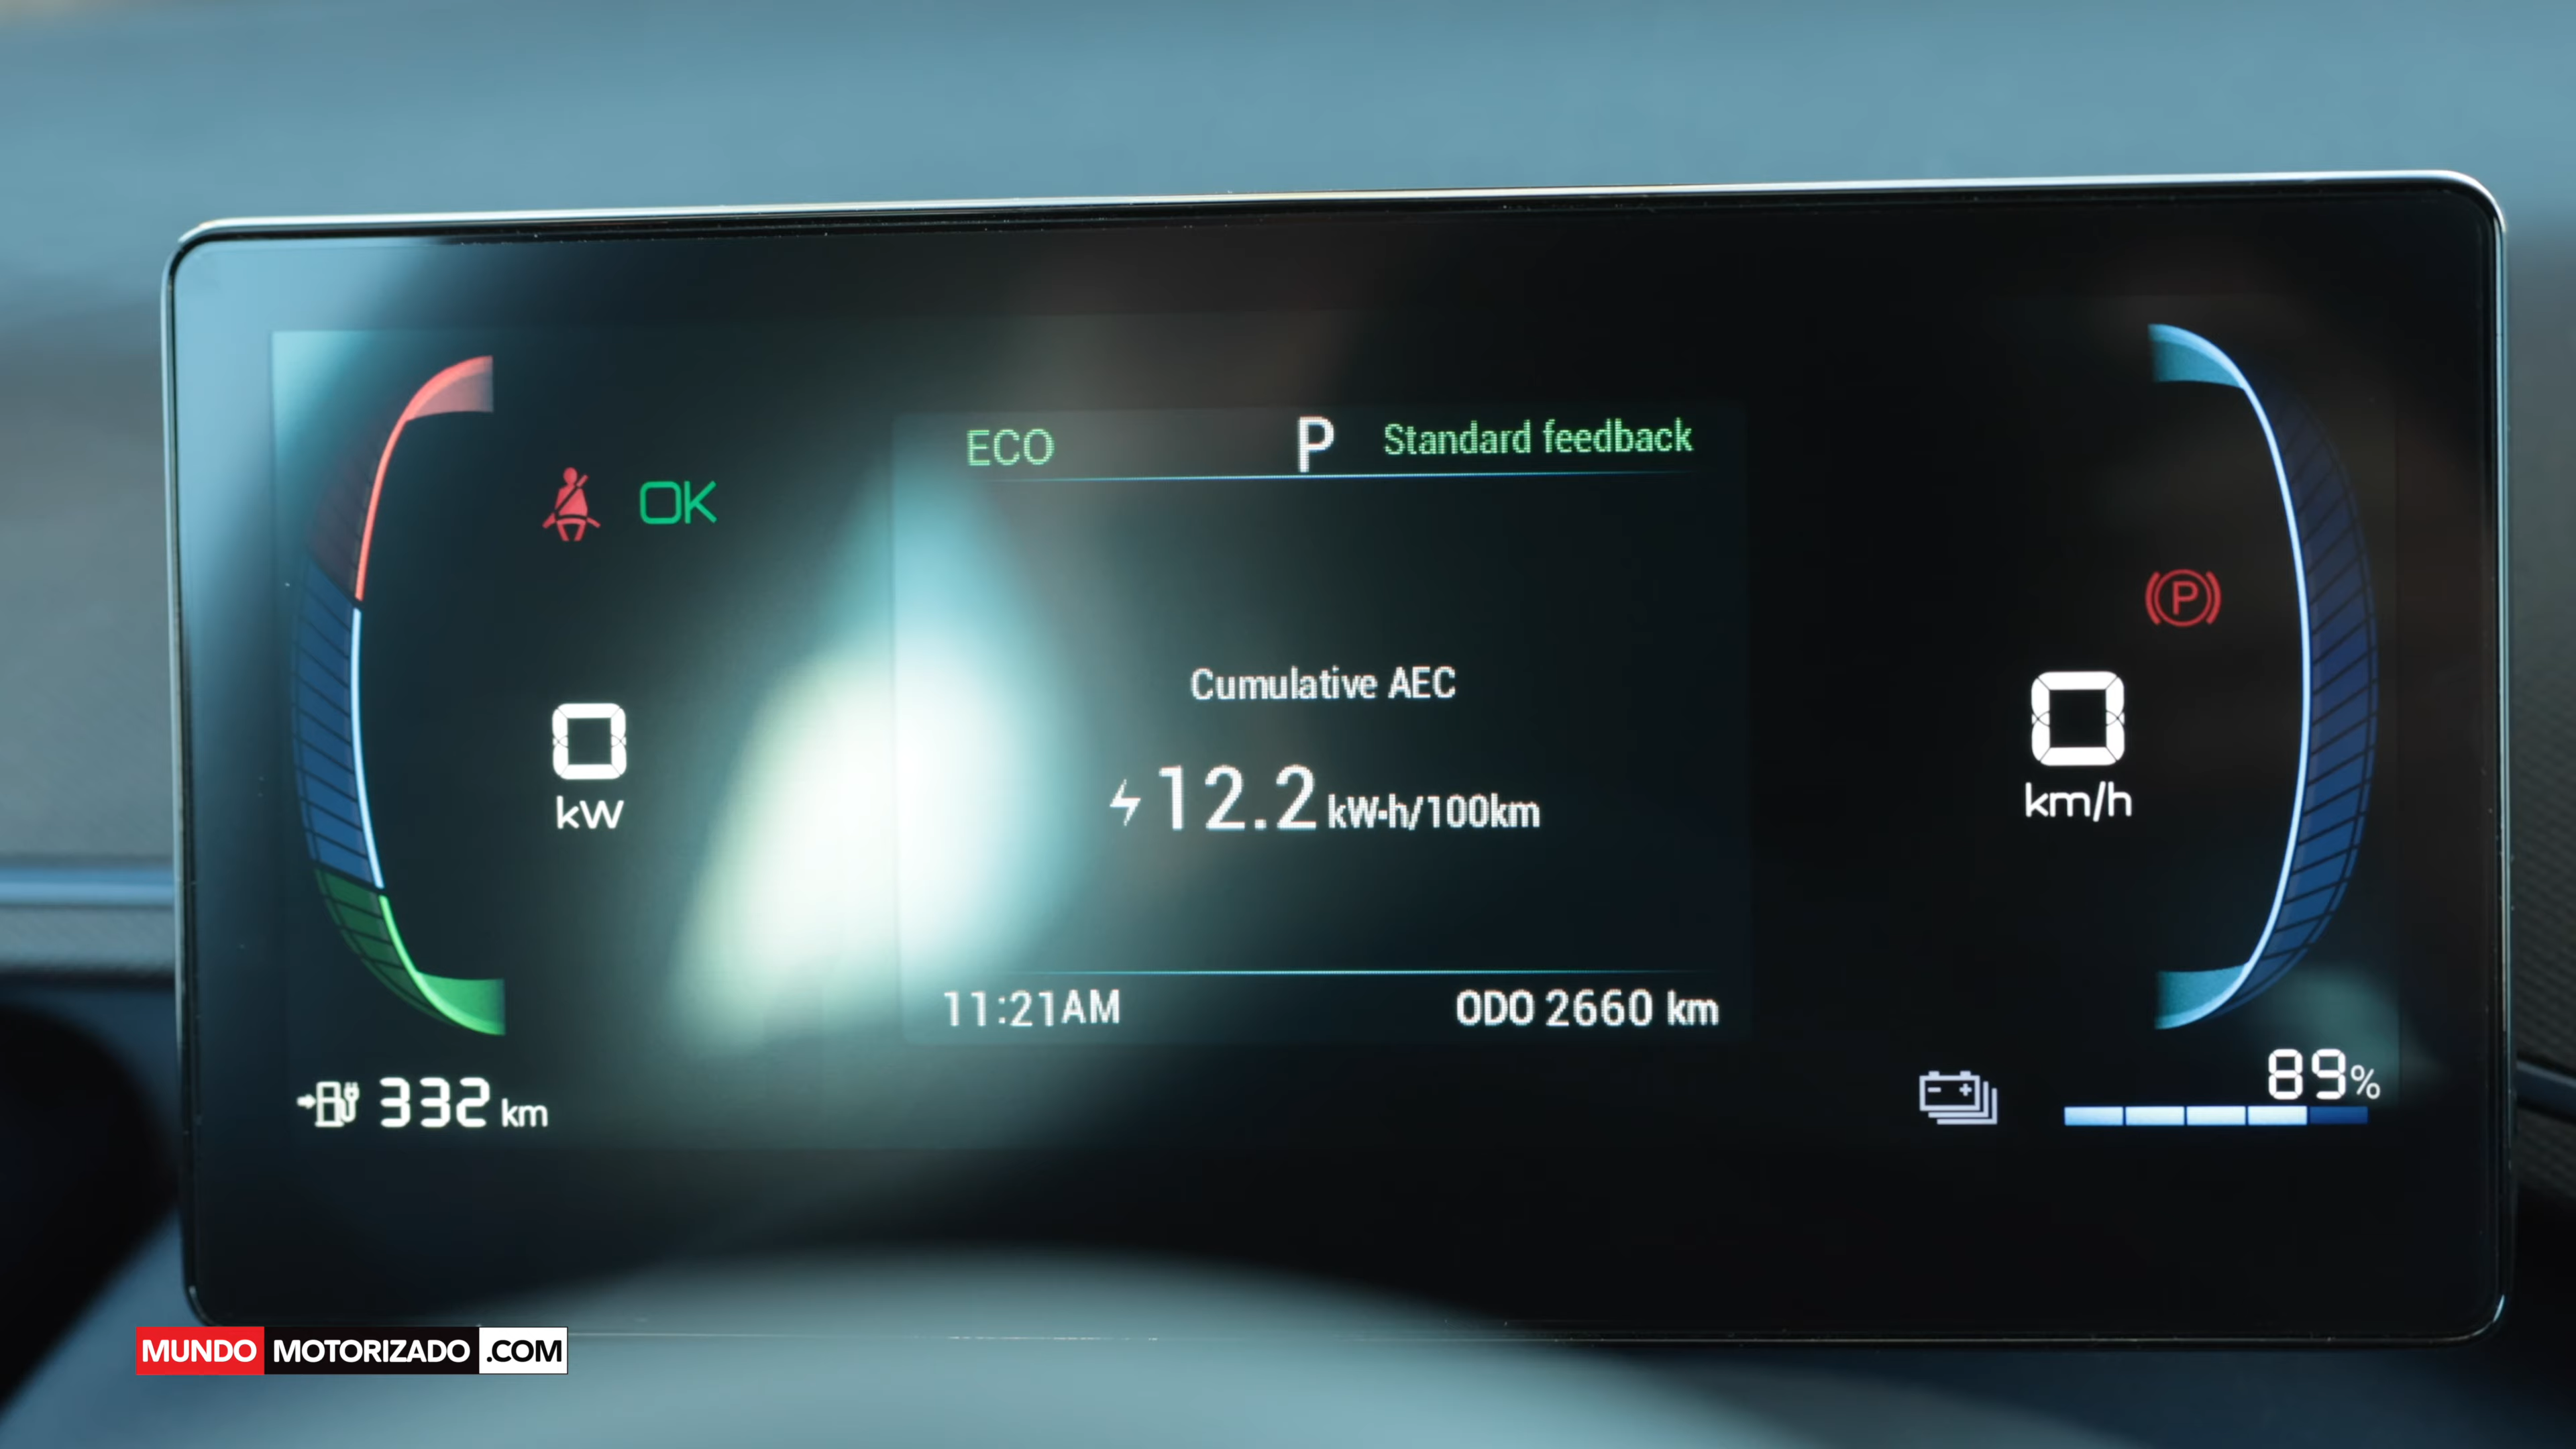 ECO P Standard feedback
OK
P
Cumulative AEC
0 kW
12.2 kW·h/100km
0 km/h
11:21AM ODO 2660 km
332 km
89%
MUNDO MOTORIZADO .COM